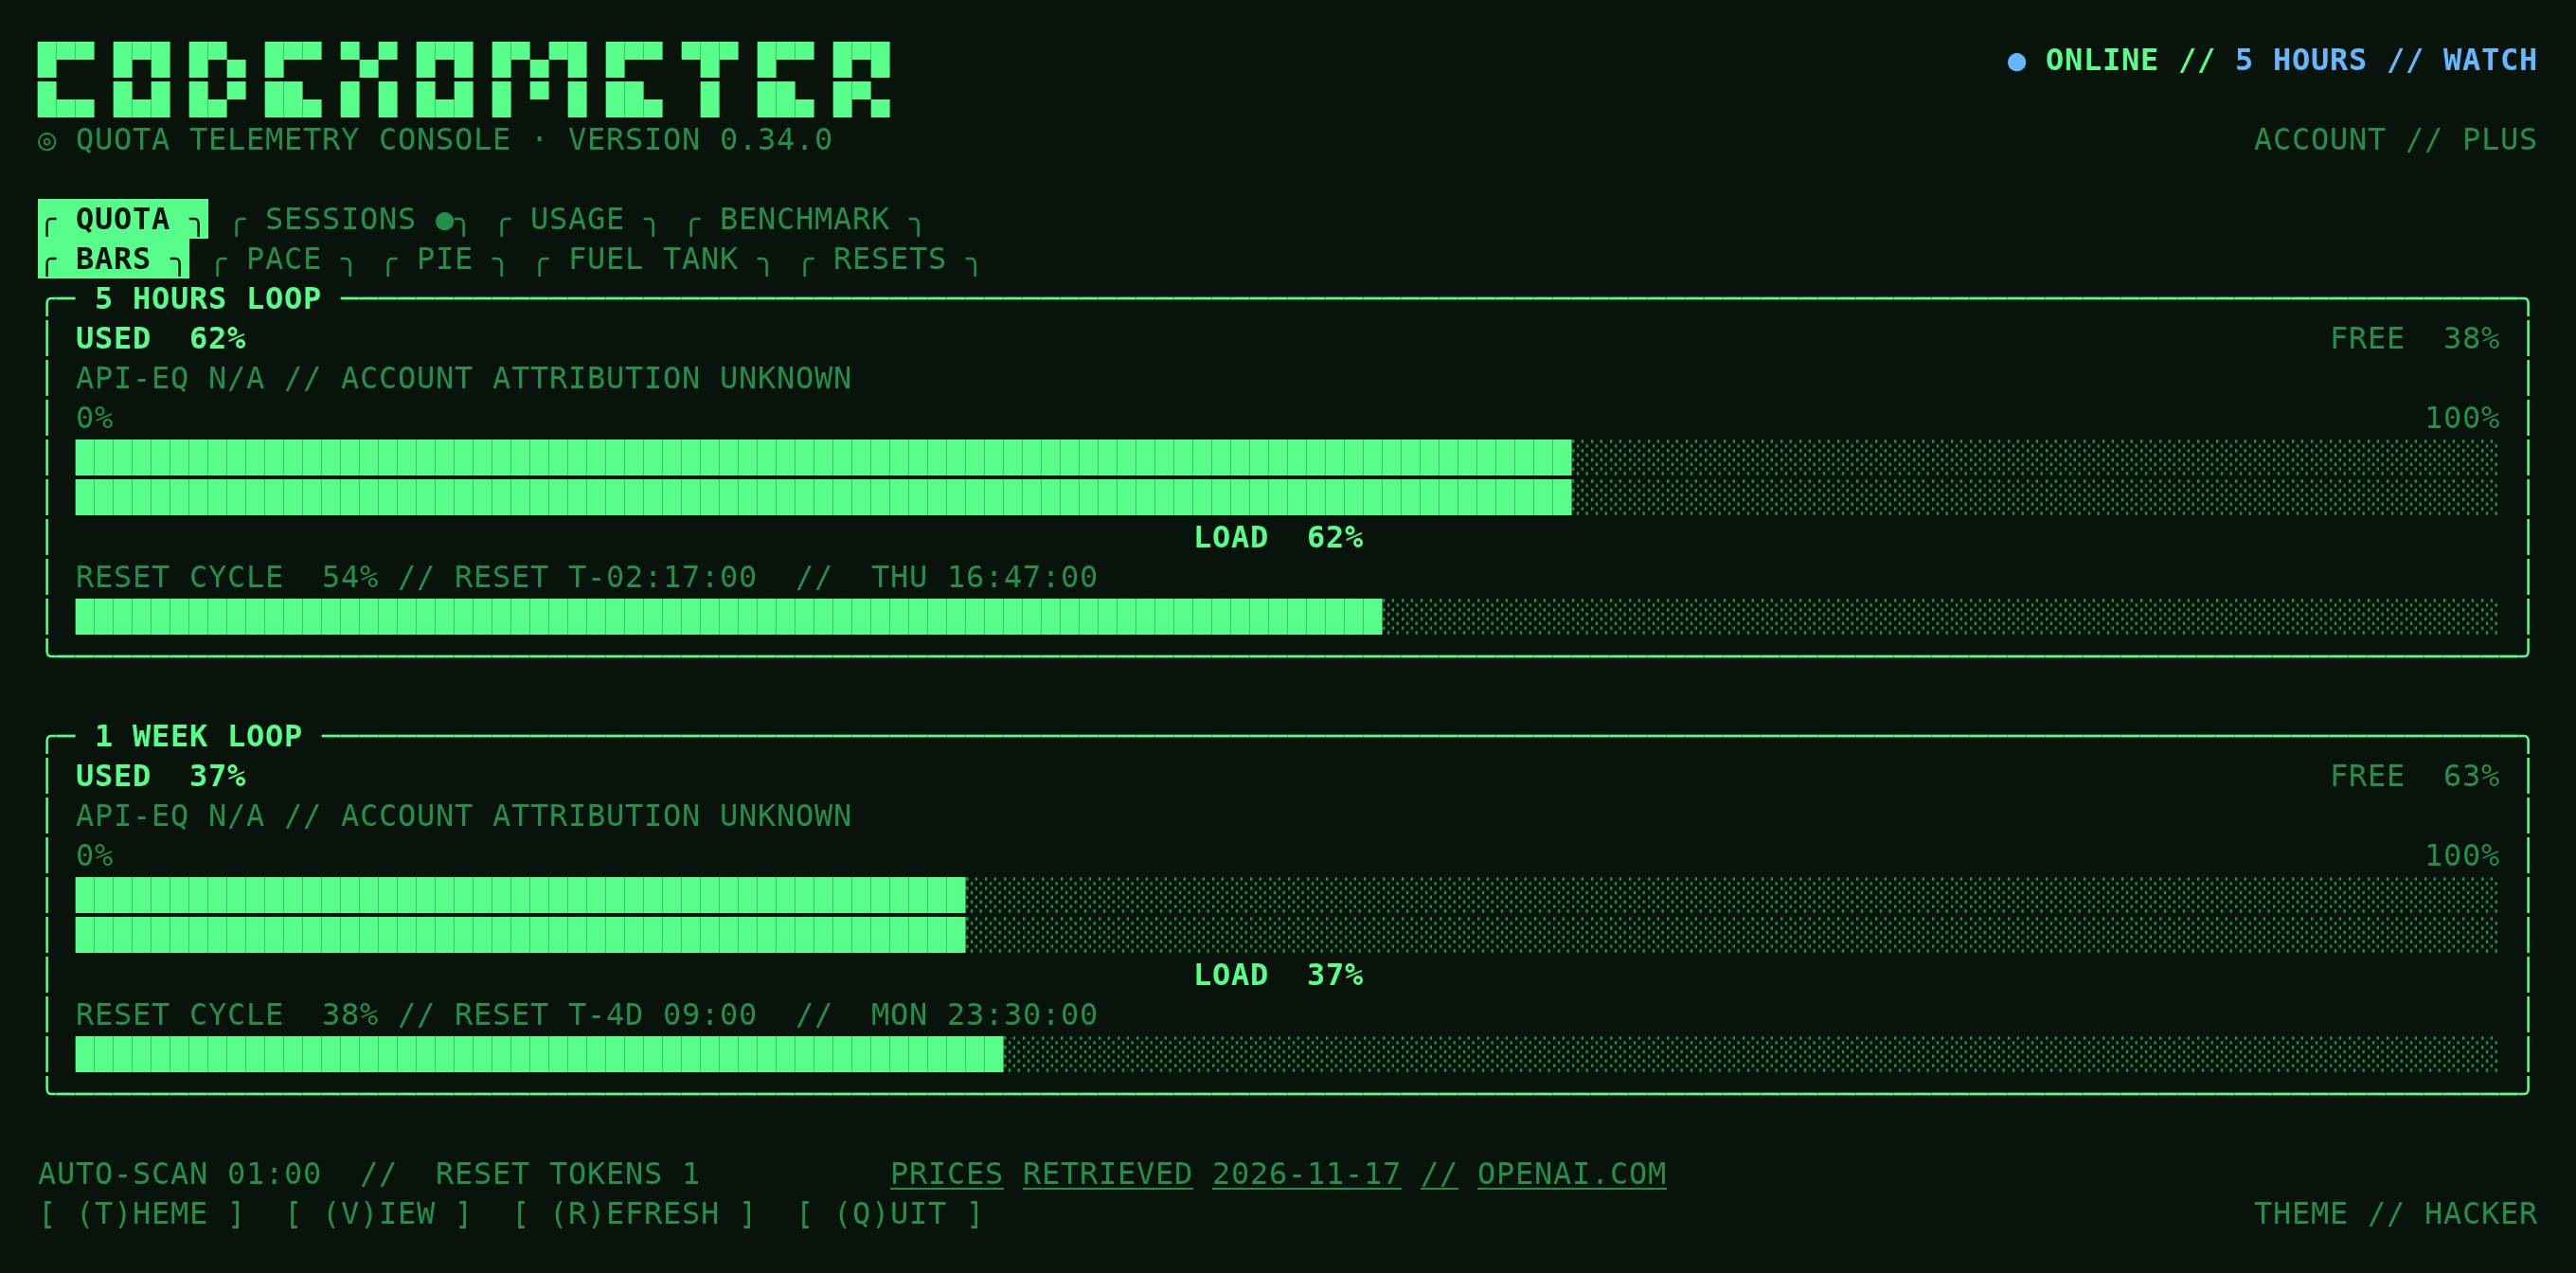 CODEXOMETER
● ONLINE // 5 HOURS // WATCH
◎ QUOTA TELEMETRY CONSOLE · VERSION 0.34.0
ACCOUNT // PLUS
QUOTA SESSIONS ● USAGE BENCHMARK
BARS PACE PIE FUEL TANK RESETS
5 HOURS LOOP
USED 62% FREE 38%
API-EQ N/A // ACCOUNT ATTRIBUTION UNKNOWN
0% 100%
LOAD 62%
RESET CYCLE 54% // RESET T-02:17:00 // THU 16:47:00
1 WEEK LOOP
USED 37% FREE 63%
API-EQ N/A // ACCOUNT ATTRIBUTION UNKNOWN
0% 100%
LOAD 37%
RESET CYCLE 38% // RESET T-4D 09:00 // MON 23:30:00
AUTO-SCAN 01:00 // RESET TOKENS 1 PRICES RETRIEVED 2026-11-17 // OPENAI.COM
[ (T)HEME ] [ (V)IEW ] [ (R)EFRESH ] [ (Q)UIT ] THEME // HACKER